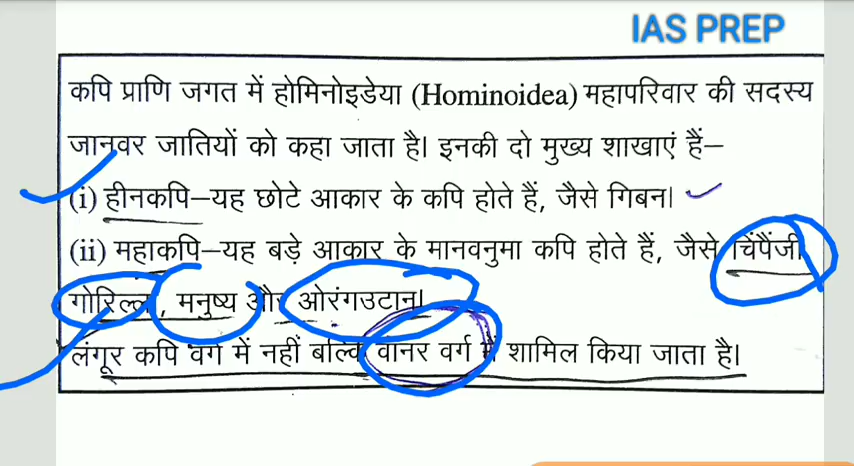 IAS PREP
कपि प्राणि जगत में होमिनोइडेया (Hominoidea) महापरिवार की सदस्य
जानवर जातियों को कहा जाता है। इनकी दो मुख्य शाखाएं हैं–
(i) हीनकपि–यह छोटे आकार के कपि होते हैं, जैसे गिबन।
(ii) महाकपि–यह बड़े आकार के मानवनुमा कपि होते हैं, जैसे चिंपैंजी
गोरिल्ला, मनुष्य और ओरंगउटान।
लंगूर कपि वर्ग में नहीं बल्कि वानर वर्ग में शामिल किया जाता है।